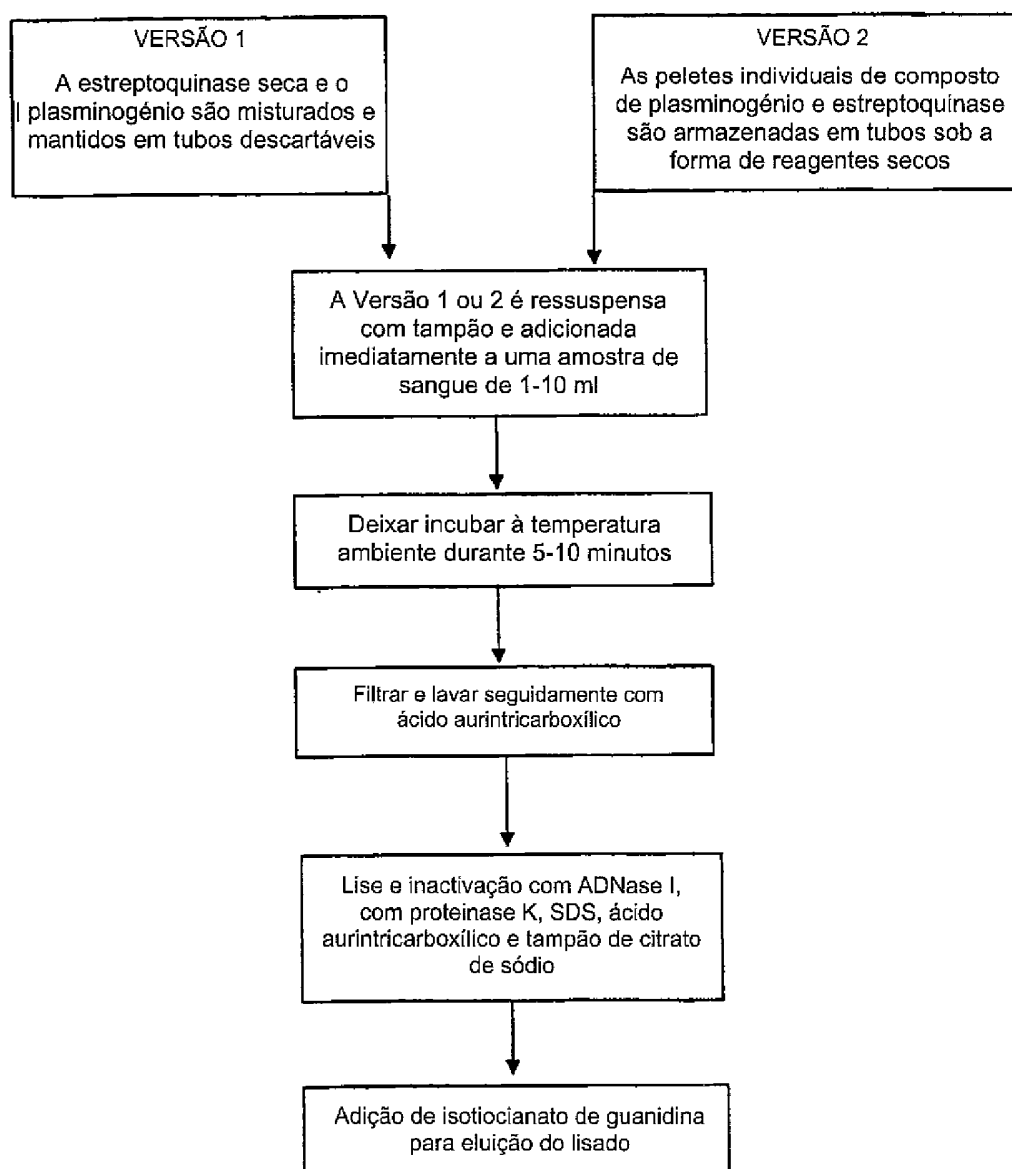 VERSÃO 1
A estreptoquinase seca e o
plasminogénio são misturados e
mantidos em tubos descartáveis
VERSÃO 2
As peletes individuais de composto
de plasminogénio e estreptoquínase
são armazenadas em tubos sob a
forma de reagentes secos
A Versão 1 ou 2 é ressuspensa
com tampão e adicionada
imediatamente a uma amostra de
sangue de 1-10 ml
Deixar incubar à temperatura
ambiente durante 5-10 minutos
Filtrar e lavar seguidamente com
ácido aurintricarboxílico
Lise e inactivação com ADNase I,
com proteinase K, SDS, ácido
aurintricarboxílico e tampão de citrato
de sódio
Adição de isotiocianato de guanidina
para eluição do lisado